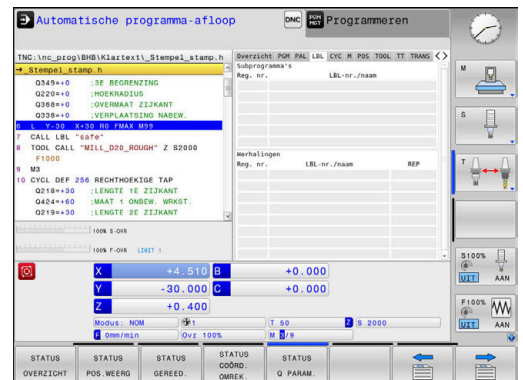 Automatische programma-afloop
DNC
PGM MGT
Programmeren
TNC:\nc_prog\BHB\Klartext\_Stempel_stamp.h
→_Stempel_stamp.h
Q349=+0 ;3E BEGRENZING
Q220=+0 ;HOEKRADIUS
Q368=+0 ;OVERMAAT ZIJKANT
Q338=+0 ;VERPLAATSING NABEW.
6 L Y-30 X+30 R0 FMAX M99
7 CALL LBL "safe"
8 TOOL CALL "MILL_D20_ROUGH" Z S2000
F1000
9 M3
10 CYCL DEF 256 RECHTHOEKIGE TAP
Q218=+30 ;LENGTE 1E ZIJKANT
Q424=+60 ;MAAT 1 ONBEW. WRKST.
Q219=+30 ;LENGTE 2E ZIJKANT
100% S-OVR
100% F-OVR LIMIT 1
Overzicht PGM PAL LBL CYC M POS TOOL TT TRANS
Subprogramma's
Reg. nr. LBL-nr./naam
Herhalingen
Reg. nr. LBL-nr./naam REP
X +4.510 B +0.000
Y -30.000 C +0.000
Z +0.400
Modus: NOM 1 T 50 Z S 2000
F 0mm/min Ovr 100% M 5/9
M
S
T
S100%
UIT AAN
F100%
UIT AAN
STATUS OVERZICHT
STATUS POS.WEERG
STATUS GEREED.
STATUS COÖRD. OMREK.
STATUS Q PARAM.